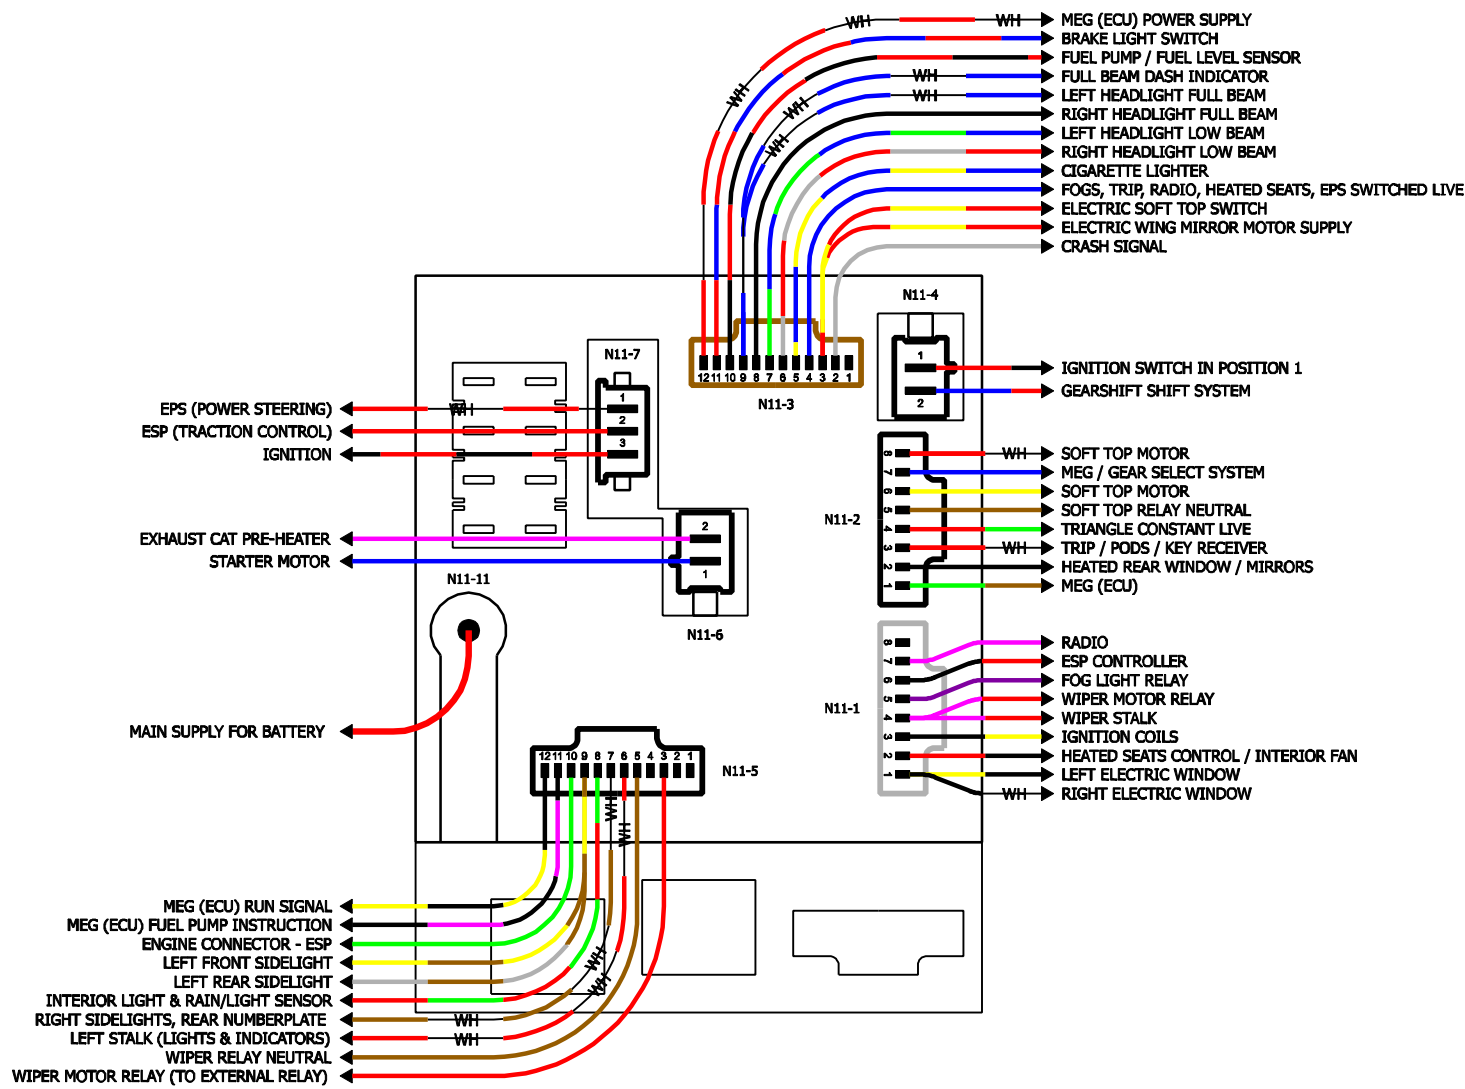 MEG (ECU) POWER SUPPLY
BRAKE LIGHT SWITCH
FUEL PUMP / FUEL LEVEL SENSOR
FULL BEAM DASH INDICATOR
LEFT HEADLIGHT FULL BEAM
RIGHT HEADLIGHT FULL BEAM
LEFT HEADLIGHT LOW BEAM
RIGHT HEADLIGHT LOW BEAM
CIGARETTE LIGHTER
FOGS, TRIP, RADIO, HEATED SEATS, EPS SWITCHED LIVE
ELECTRIC SOFT TOP SWITCH
ELECTRIC WING MIRROR MOTOR SUPPLY
CRASH SIGNAL
WH WH
WH
WH
WH
WH
WH
12 11 10 9 8 7 6 5 4 3 2 1
N11-3
N11-4
1
2
IGNITION SWITCH IN POSITION 1
GEARSHIFT SHIFT SYSTEM
N11-7
1
2
3
EPS (POWER STEERING)
WH
ESP (TRACTION CONTROL)
IGNITION
EXHAUST CAT PRE-HEATER
STARTER MOTOR
2
1
N11-6
N11-11
MAIN SUPPLY FOR BATTERY
N11-2
8
7
6
5
4
3
2
1
WH
WH
SOFT TOP MOTOR
MEG / GEAR SELECT SYSTEM
SOFT TOP MOTOR
SOFT TOP RELAY NEUTRAL
TRIANGLE CONSTANT LIVE
TRIP / PODS / KEY RECEIVER
HEATED REAR WINDOW / MIRRORS
MEG (ECU)
N11-1
8
7
6
5
4
3
2
1
RADIO
ESP CONTROLLER
FOG LIGHT RELAY
WIPER MOTOR RELAY
WIPER STALK
IGNITION COILS
HEATED SEATS CONTROL / INTERIOR FAN
LEFT ELECTRIC WINDOW
WH
RIGHT ELECTRIC WINDOW
12 11 10 9 8 7 6 5 4 3 2 1
N11-5
WH
WH
WH
WH
MEG (ECU) RUN SIGNAL
MEG (ECU) FUEL PUMP INSTRUCTION
ENGINE CONNECTOR - ESP
LEFT FRONT SIDELIGHT
LEFT REAR SIDELIGHT
INTERIOR LIGHT & RAIN/LIGHT SENSOR
RIGHT SIDELIGHTS, REAR NUMBERPLATE
WH
LEFT STALK (LIGHTS & INDICATORS)
WH
WIPER RELAY NEUTRAL
WIPER MOTOR RELAY (TO EXTERNAL RELAY)